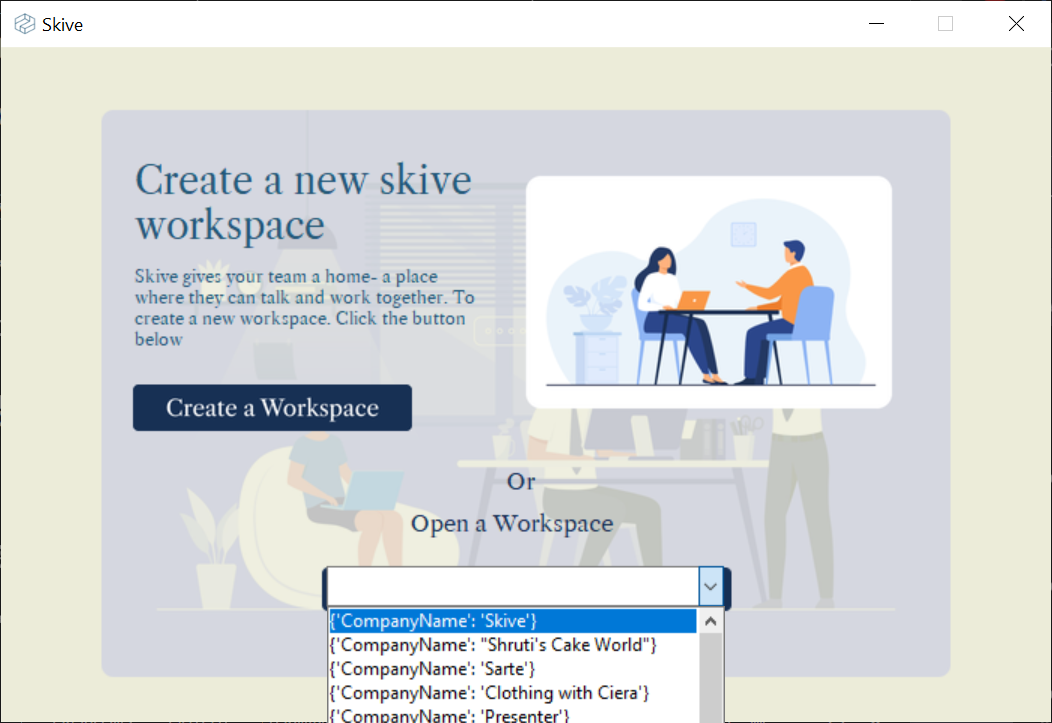 Skive
Create a new skive
workspace
Skive gives your team a home- a place
where they can talk and work together. To
create a new workspace. Click the button
below
Create a Workspace
Or
Open a Workspace
{'CompanyName': 'Skive'}
{'CompanyName': "Shruti's Cake World"}
{'CompanyName': 'Sarte'}
{'CompanyName': 'Clothing with Ciera'}
{'CompanyName': 'Presenter'}